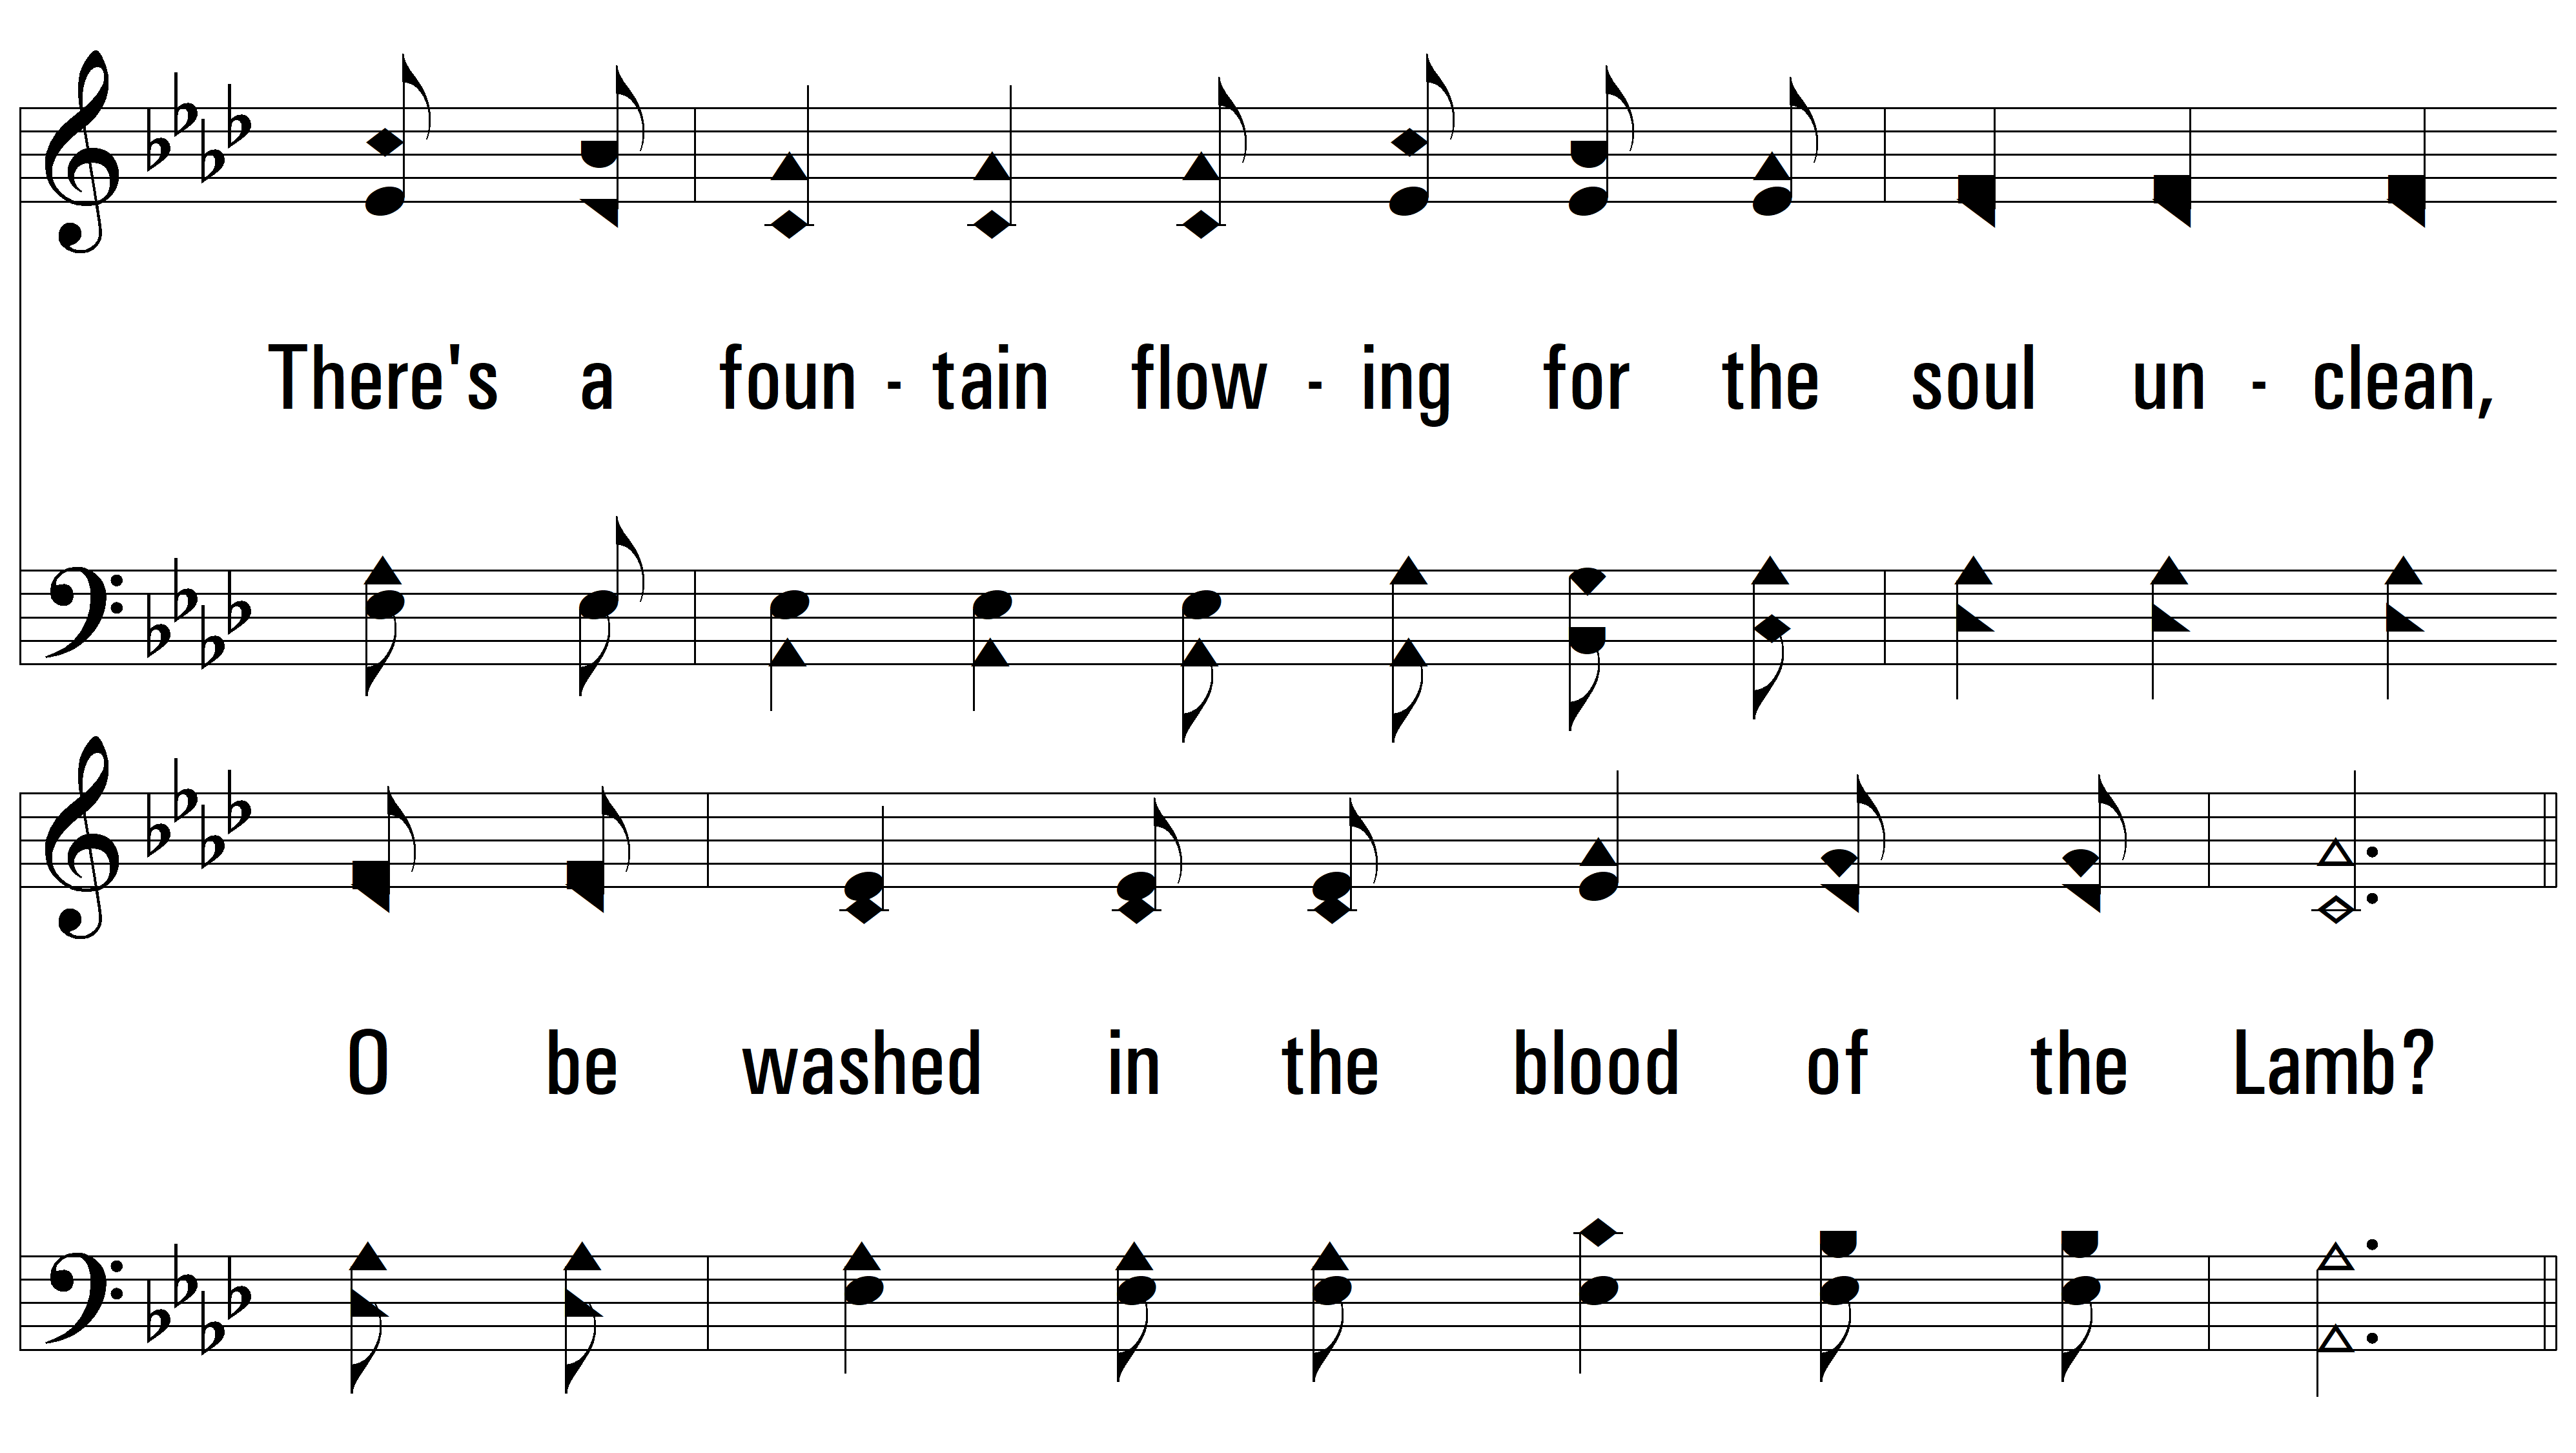 There's a foun - tain flow - ing for the soul un - clean,
O be washed in the blood of the Lamb?